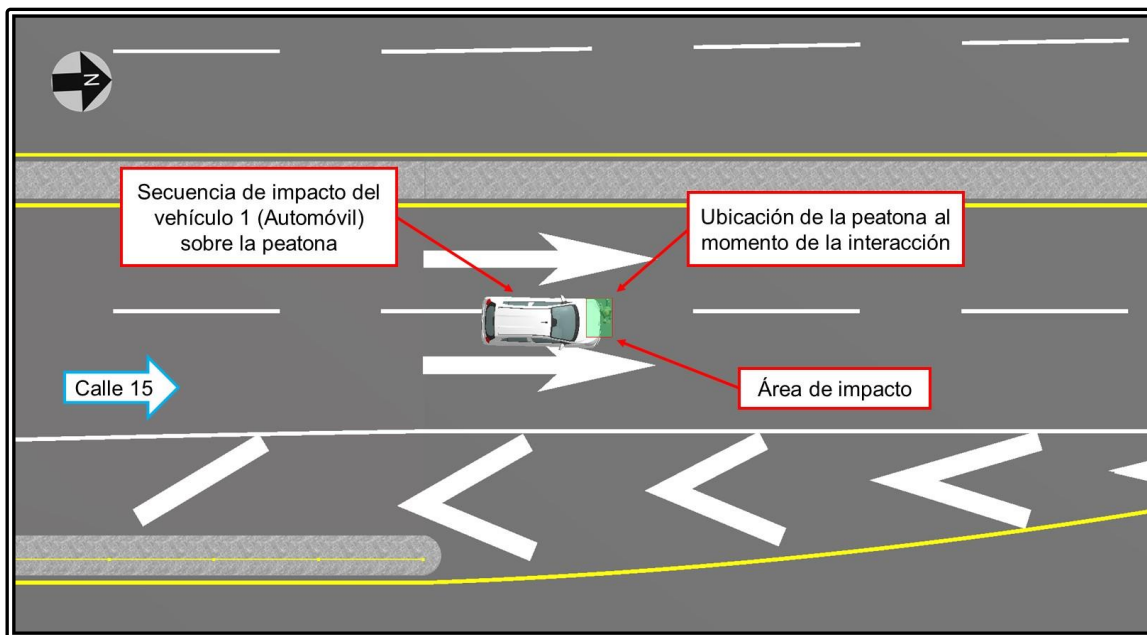 N
Secuencia de impacto del
vehículo 1 (Automóvil)
sobre la peatona
Ubicación de la peatona al
momento de la interacción
Calle 15
Área de impacto